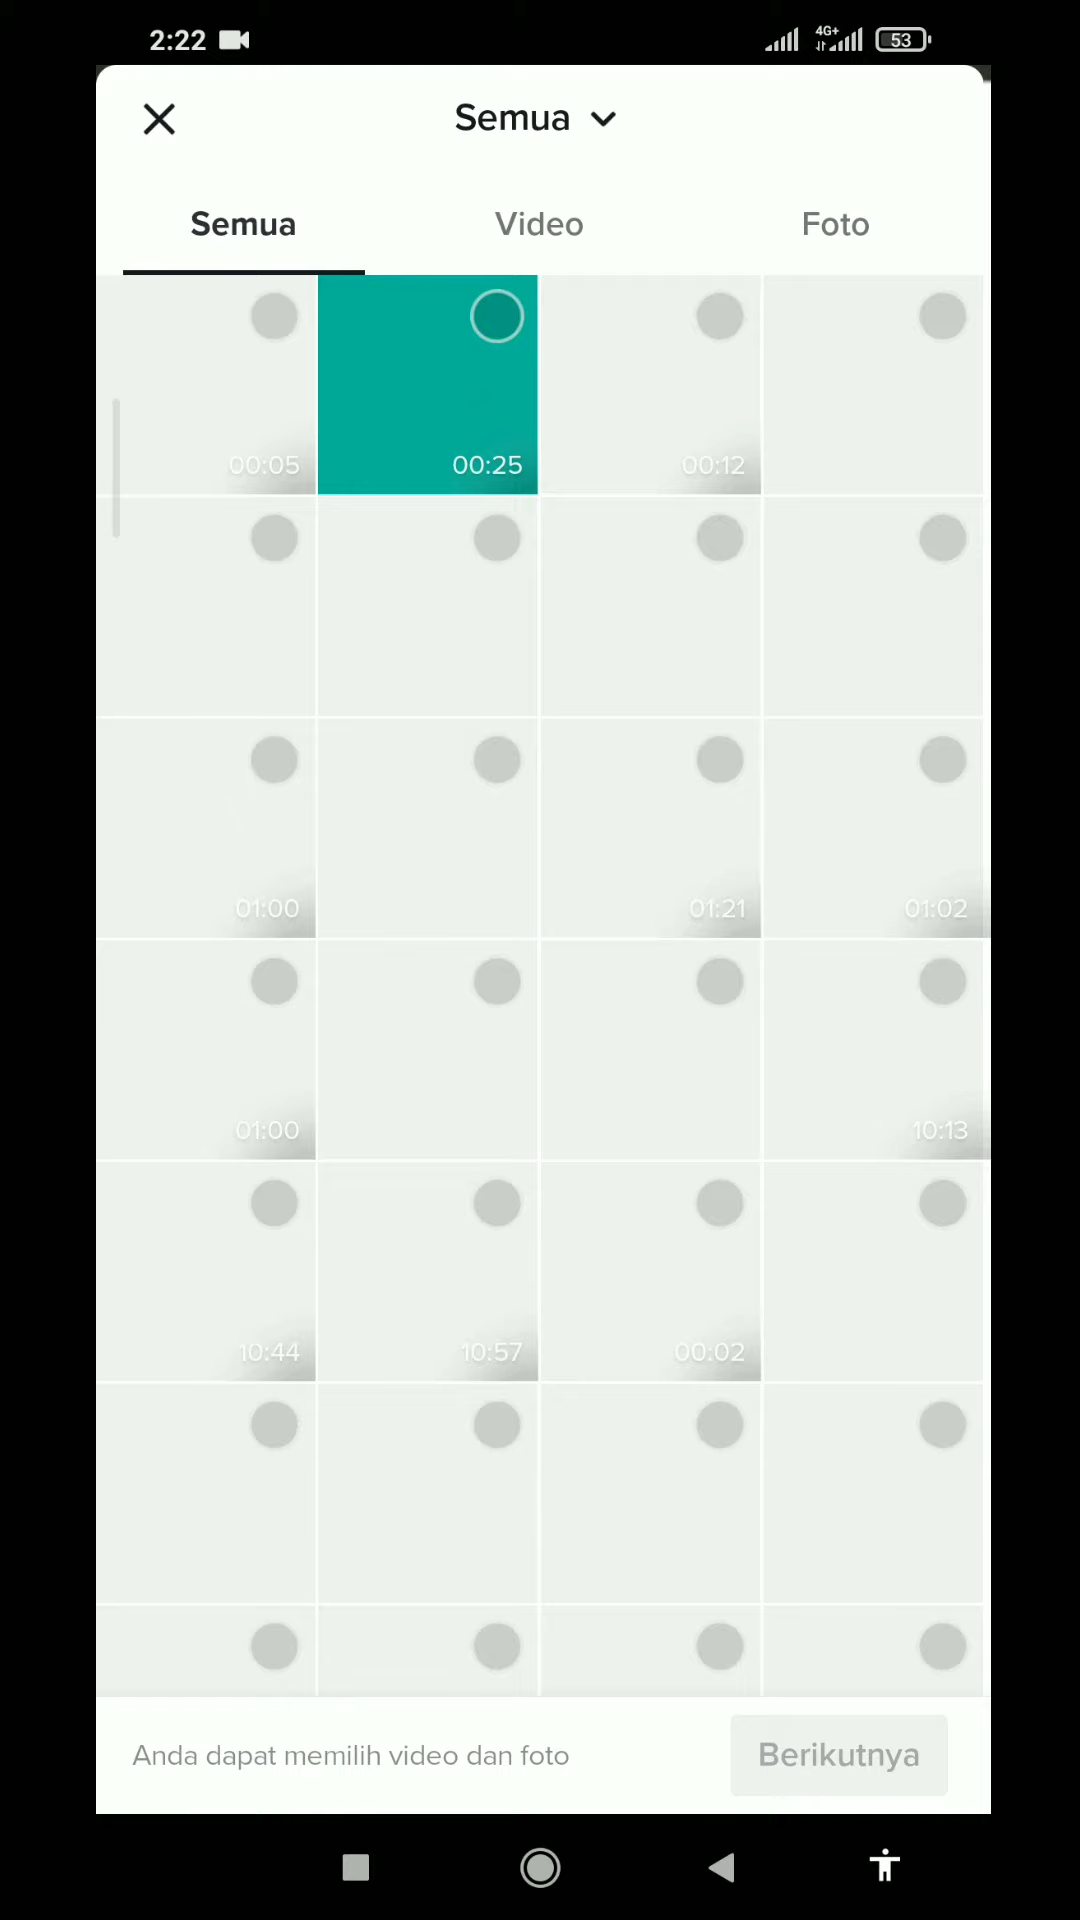 2:22 4G+ 53
Semua
Semua Video Foto
00:05 00:25 00:12
01:00 01:21 01:02
01:00 10:13
10:44 10:57 00:02
Anda dapat memilih video dan foto Berikutnya